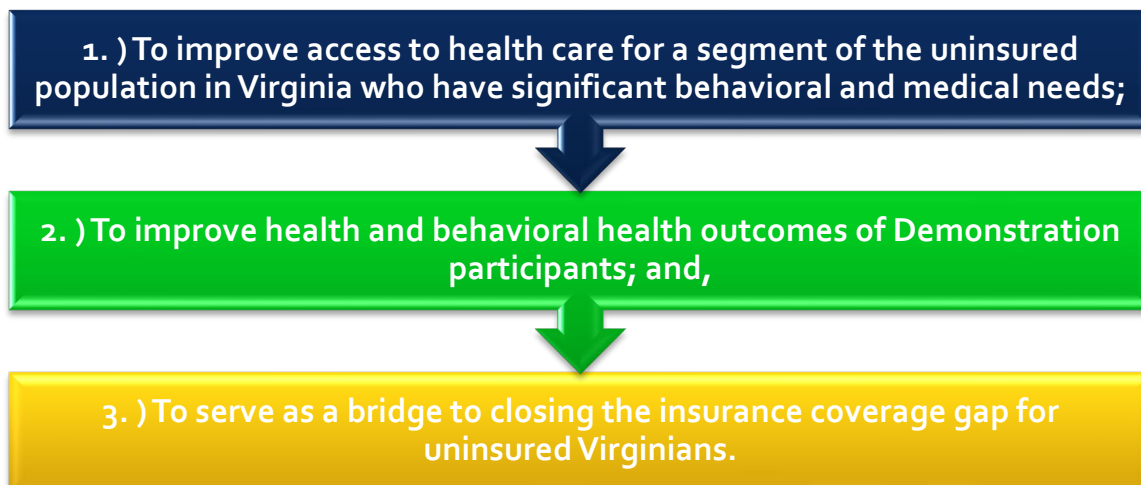 1. ) To improve access to health care for a segment of the uninsured
population in Virginia who have significant behavioral and medical needs;
2. ) To improve health and behavioral health outcomes of Demonstration
participants; and,
3. ) To serve as a bridge to closing the insurance coverage gap for
uninsured Virginians.